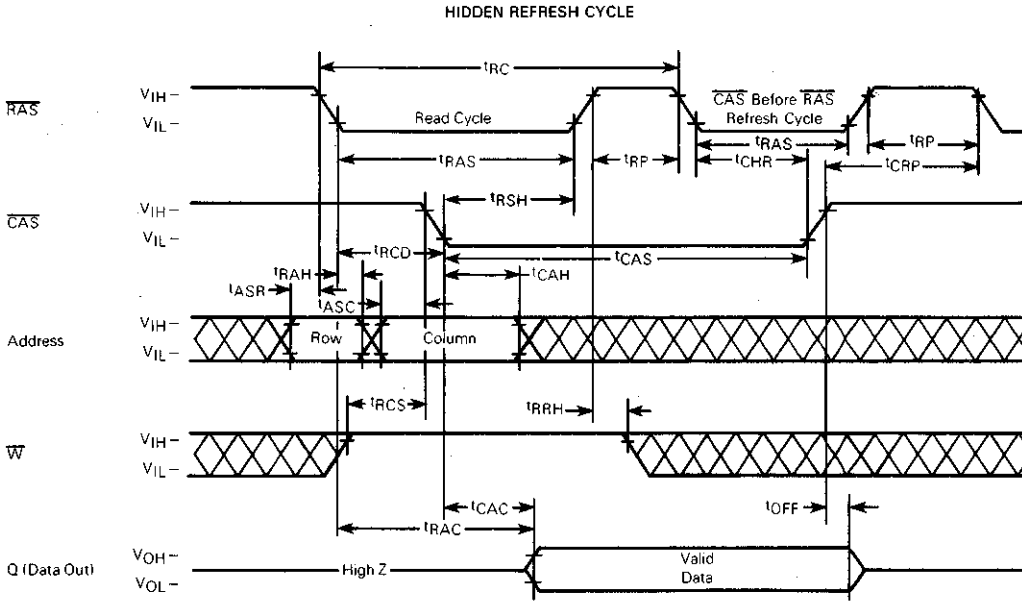 HIDDEN REFRESH CYCLE
tRC
RAS
VIH
VIL
Read Cycle
CAS Before RAS
Refresh Cycle
tRAS
tRP
tCHR
tRAS
tRP
tCRP
tRSH
CAS
VIH
VIL
tRCD
tCAS
tRAH
tCAH
tASR
tASC
Address
VIH
VIL
Row
Column
tRCS
tRRH
W
VIH
VIL
tCAC
tOFF
tRAC
Q (Data Out)
VOH
VOL
High Z
Valid
Data